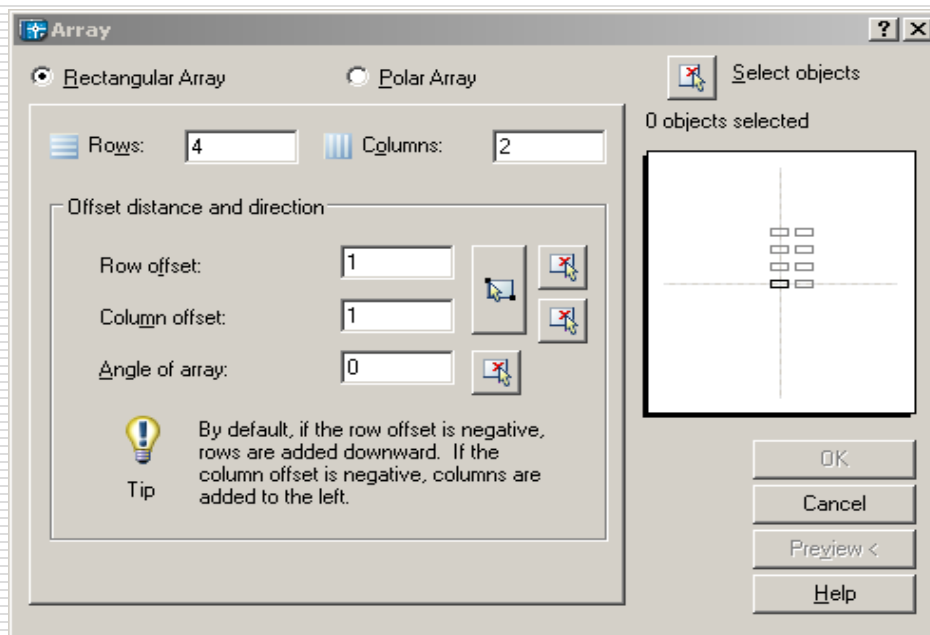 Array
Rectangular Array
Polar Array
Select objects
0 objects selected
Rows:
4
Columns:
2
Offset distance and direction
Row offset:
1
Column offset:
1
Angle of array:
0
Tip
By default, if the row offset is negative,
rows are added downward. If the
column offset is negative, columns are
added to the left.
OK
Cancel
Preview <
Help